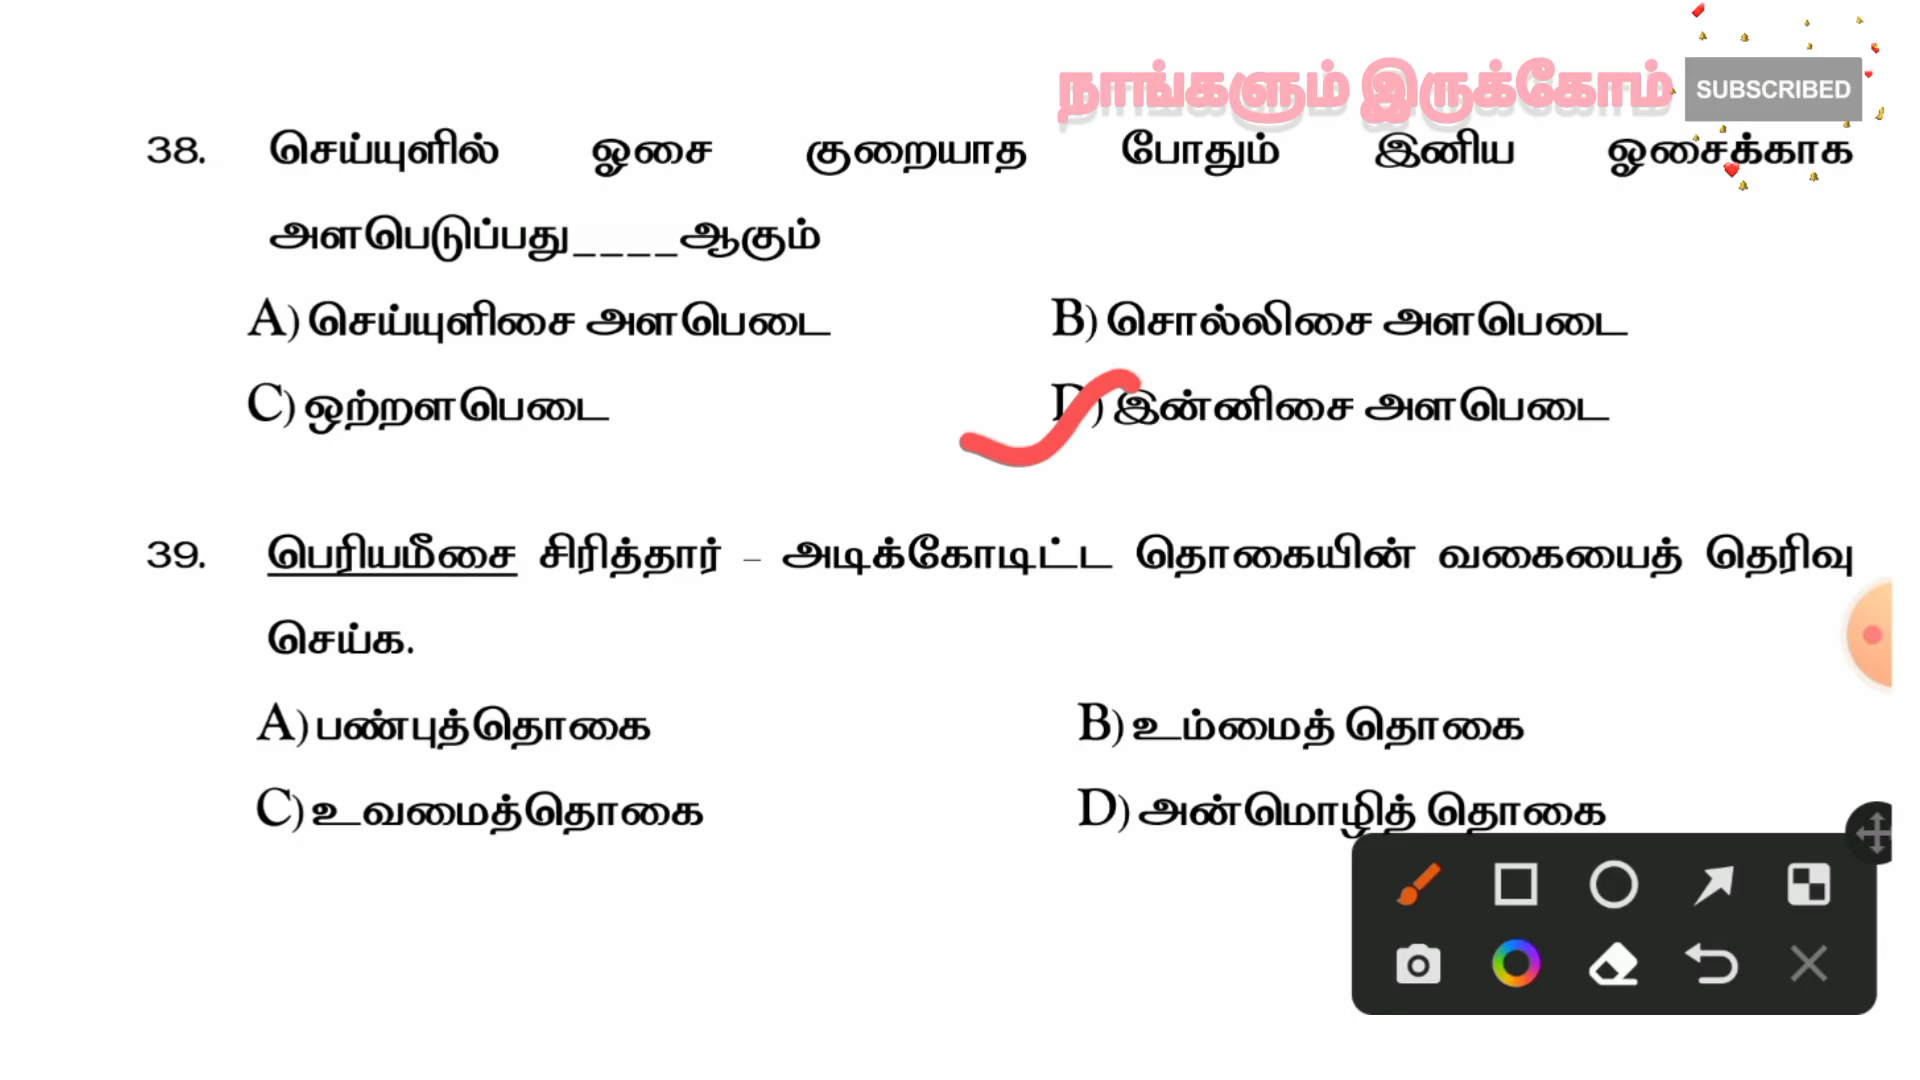 நாங்களும் இருக்கோம் SUBSCRIBED
38. செய்யுளில் ஓசை குறையாத போதும் இனிய ஓசைக்காக
அளபெடுப்பது____ஆகும்
A) செய்யுளிசை அளபெடை B) சொல்லிசை அளபெடை
C) ஒற்றளபெடை D) இன்னிசை அளபெடை
39. பெரியமீசை சிரித்தார் – அடிக்கோடிட்ட தொகையின் வகையைத் தெரிவு
செய்க.
A) பண்புத்தொகை B) உம்மைத் தொகை
C) உவமைத்தொகை D) அன்மொழித் தொகை